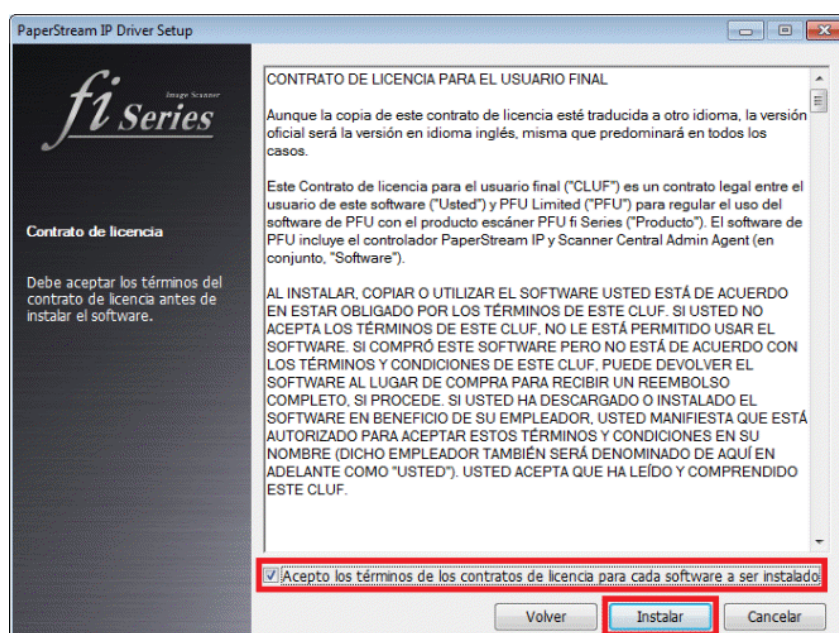 PaperStream IP Driver Setup
fi Series
Image Scanner
Contrato de licencia
Debe aceptar los términos del
contrato de licencia antes de
instalar el software.
CONTRATO DE LICENCIA PARA EL USUARIO FINAL
Aunque la copia de este contrato de licencia esté traducida a otro idioma, la versión
oficial será la versión en idioma inglés, misma que predominará en todos los
casos.
Este Contrato de licencia para el usuario final ("CLUF") es un contrato legal entre el
usuario de este software ("Usted") y PFU Limited ("PFU") para regular el uso del
software de PFU con el producto escáner PFU fi Series ("Producto"). El software de
PFU incluye el controlador PaperStream IP y Scanner Central Admin Agent (en
conjunto, "Software").
AL INSTALAR, COPIAR O UTILIZAR EL SOFTWARE USTED ESTÁ DE ACUERDO
EN ESTAR OBLIGADO POR LOS TÉRMINOS DE ESTE CLUF. SI USTED NO
ACEPTA LOS TÉRMINOS DE ESTE CLUF, NO LE ESTÁ PERMITIDO USAR EL
SOFTWARE. SI COMPRÓ ESTE SOFTWARE PERO NO ESTÁ DE ACUERDO CON
LOS TÉRMINOS Y CONDICIONES DE ESTE CLUF, PUEDE DEVOLVER EL
SOFTWARE AL LUGAR DE COMPRA PARA RECIBIR UN REEMBOLSO
COMPLETO, SI PROCEDE. SI USTED HA DESCARGADO O INSTALADO EL
SOFTWARE EN BENEFICIO DE SU EMPLEADOR, USTED MANIFIESTA QUE ESTÁ
AUTORIZADO PARA ACEPTAR ESTOS TÉRMINOS Y CONDICIONES EN SU
NOMBRE (DICHO EMPLEADOR TAMBIÉN SERÁ DENOMINADO DE AQUÍ EN
ADELANTE COMO "USTED"). USTED ACEPTA QUE HA LEÍDO Y COMPRENDIDO
ESTE CLUF.
Acepto los términos de los contratos de licencia para cada software a ser instalado
Volver
Instalar
Cancelar